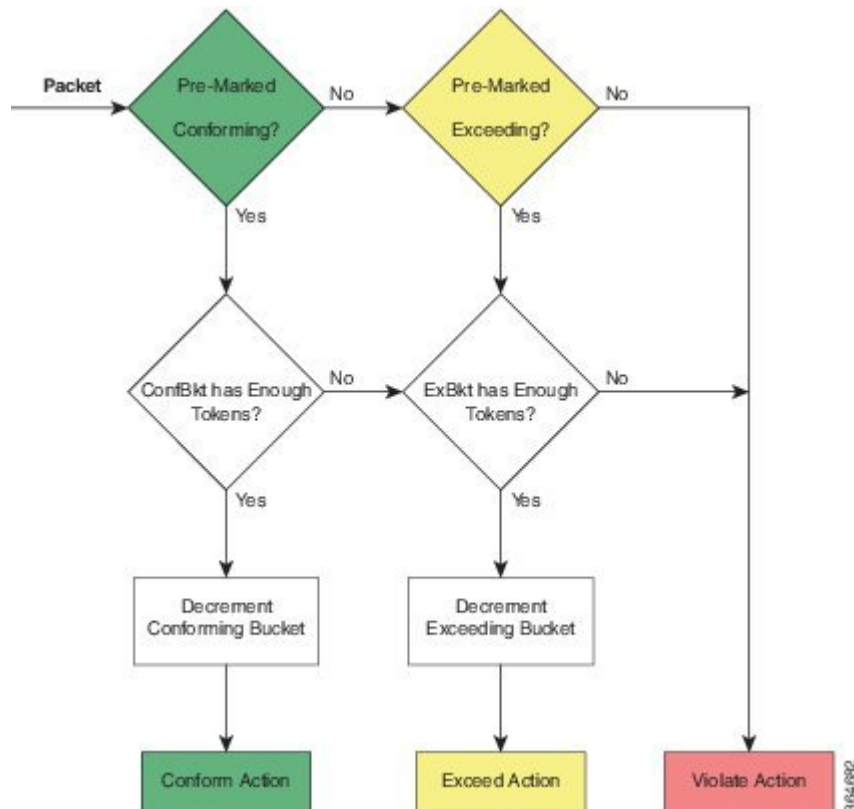 Packet
Pre-Marked
Conforming?
No
Pre-Marked
Exceeding?
No
Yes
Yes
ConfBkt has Enough
Tokens?
No
ExBkt has Enough
Tokens?
No
Yes
Yes
Decrement
Conforming Bucket
Decrement
Exceeding Bucket
Conform Action
Exceed Action
Violate Action